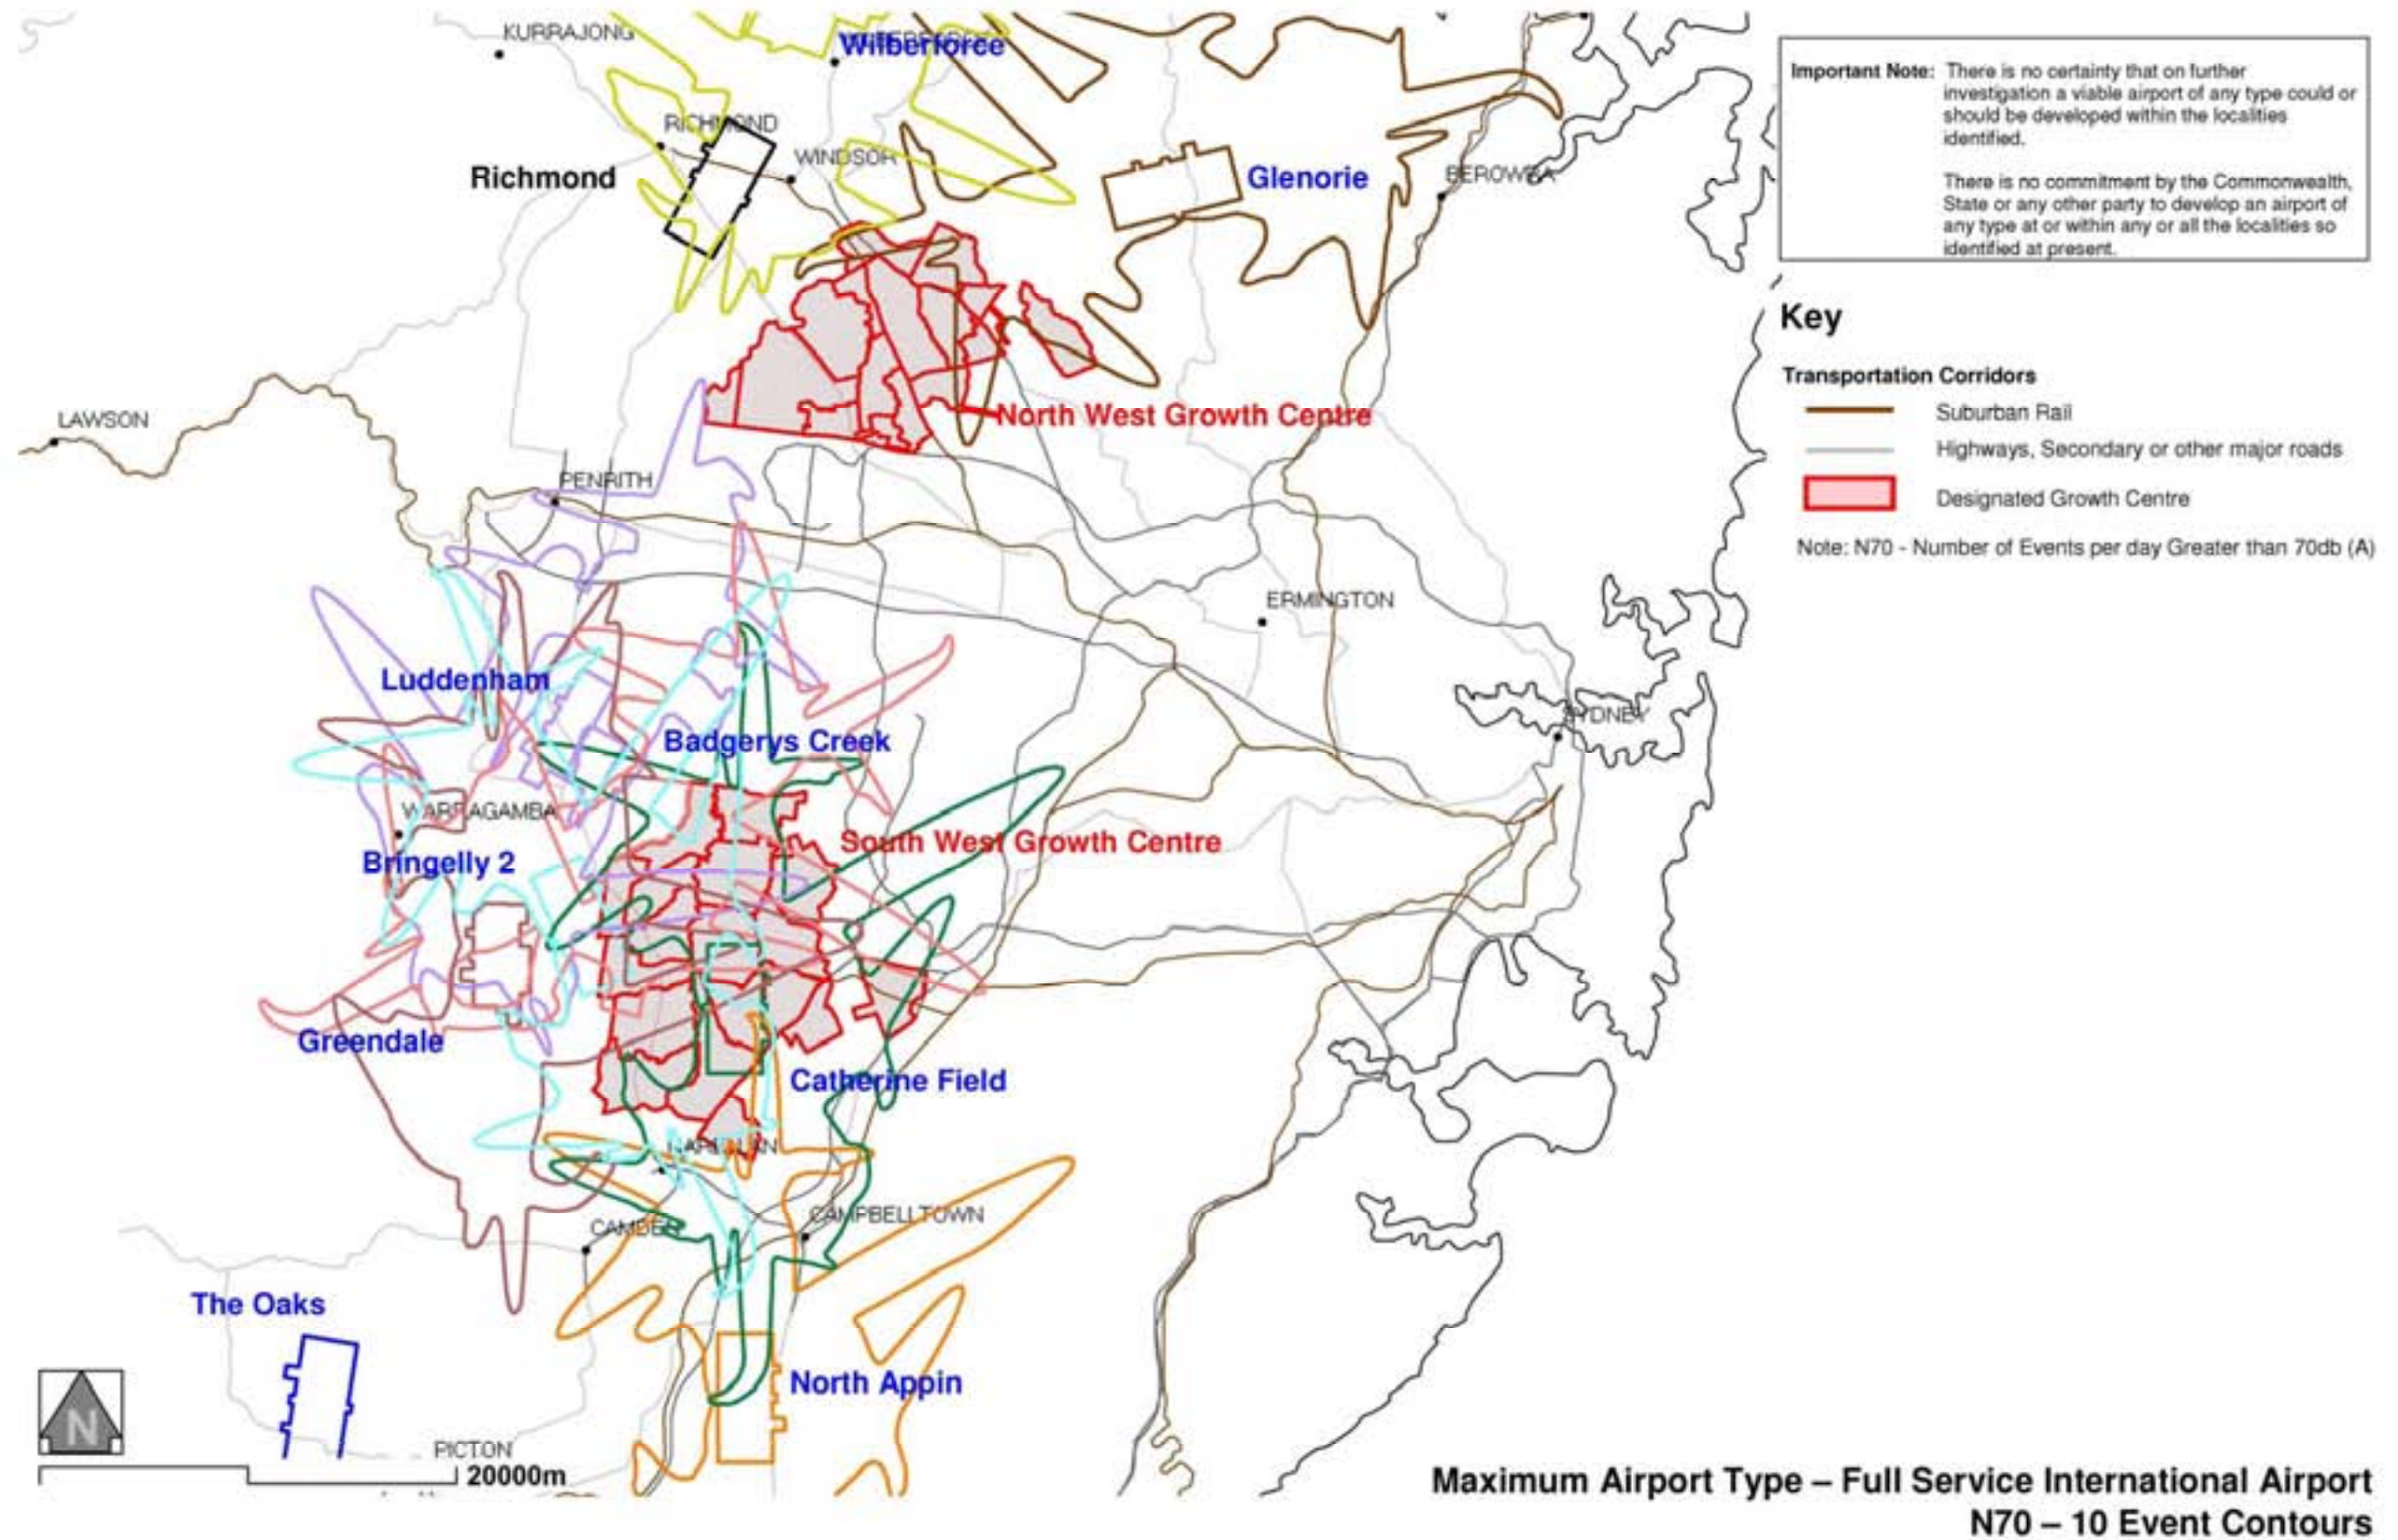 KURRAJONG
Wilberforce
RICHMOND
WINDSOR
Richmond
Glenorie
BEROWRA
Important Note: There is no certainty that on further
investigation a viable airport of any type could or
should be developed within the localities
identified.
There is no commitment by the Commonwealth,
State or any other party to develop an airport of
any type at or within any or all the localities so
identified at present.
Key
Transportation Corridors
Suburban Rail
Highways, Secondary or other major roads
Designated Growth Centre
Note: N70 - Number of Events per day Greater than 70db (A)
LAWSON
North West Growth Centre
PENRITH
ERMINGTON
Luddenham
SYDNEY
Badgerys Creek
WARRAGAMBA
South West Growth Centre
Bringelly 2
Greendale
Catherine Field
CAMDEN
CAMPBELLTOWN
The Oaks
North Appin
N
PICTON
20000m
Maximum Airport Type – Full Service International Airport
N70 – 10 Event Contours